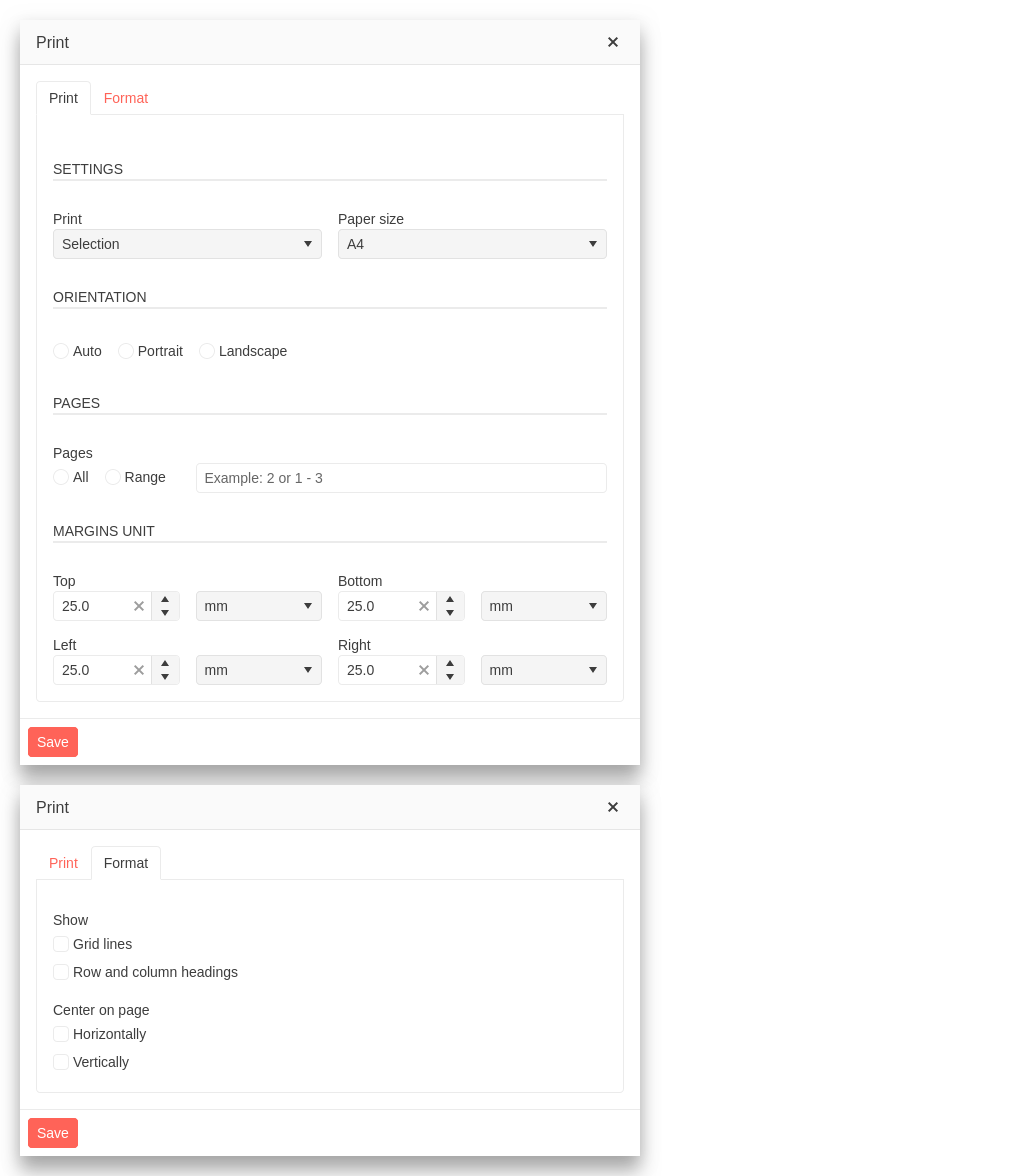 Print
Print Format
SETTINGS
Print Paper size
Selection A4
ORIENTATION
Auto Portrait Landscape
PAGES
Pages
All Range Example: 2 or 1 - 3
MARGINS UNIT
Top Bottom
25.0 mm 25.0 mm
Left Right
25.0 mm 25.0 mm
Save
Print
Print Format
Show
Grid lines
Row and column headings
Center on page
Horizontally
Vertically
Save